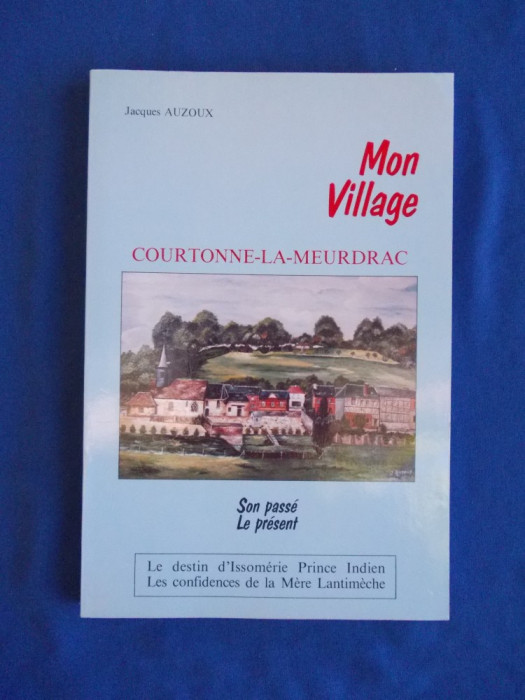 Jacques AUZOUX
Mon
Village
COURTONNE-LA-MEURDRAC
Son passé
Le présent
Le destin d'Issomérie Prince Indien
Les confidences de la Mère Lantimèche